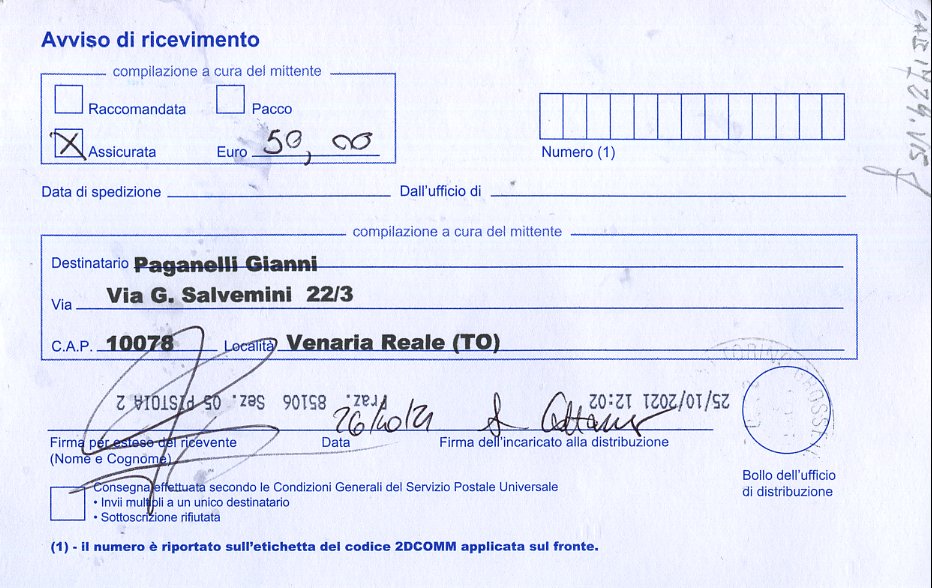 Avviso di ricevimento
compilazione a cura del mittente
Raccomandata Pacco
X Assicurata Euro 50,00
Numero (1)
Data di spedizione Dall'ufficio di
compilazione a cura del mittente
Destinatario Paganelli Gianni
Via Via G. Salvemini 22/3
C.A.P. 10078 Località Venaria Reale (TO)
25/10/2021 12:02 Fraz. 85106 Sez. 05 PISTOIA 2
26/10/21
Firma per esteso del ricevente Data Firma dell'incaricato alla distribuzione
(Nome e Cognome)
Bollo dell'ufficio
di distribuzione
Consegna effettuata secondo le Condizioni Generali del Servizio Postale Universale
• Invii multipli a un unico destinatario
• Sottoscrizione rifiutata
(1) - il numero è riportato sull'etichetta del codice 2DCOMM applicata sul fronte.